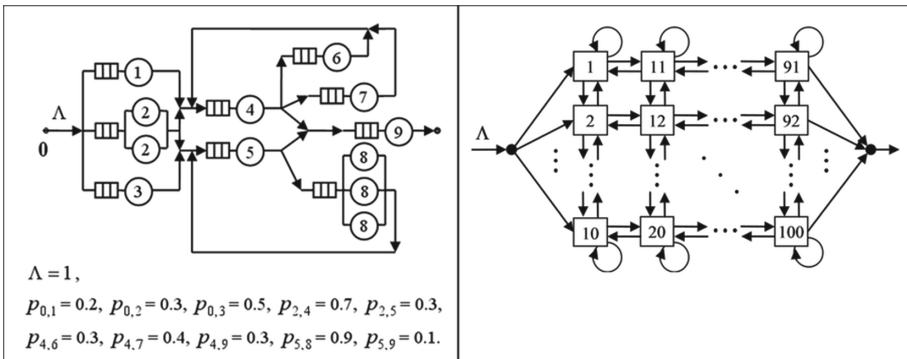 Λ
0
1
2
2
3
4
5
6
7
8
8
8
9
Λ = 1,
p0,1 = 0.2, p0,2 = 0.3, p0,3 = 0.5, p2,4 = 0.7, p2,5 = 0.3,
p4,6 = 0.3, p4,7 = 0.4, p4,9 = 0.3, p5,8 = 0.9, p5,9 = 0.1.
Λ
1 11 ... 91
2 12 ... 92
10 20 ... 100